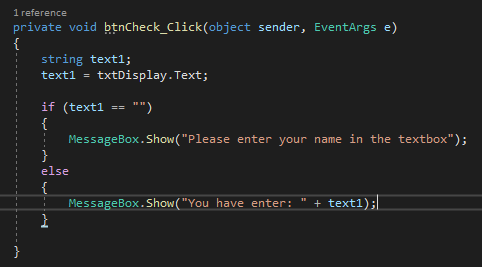 1 reference
private void btnCheck_Click(object sender, EventArgs e)
{
string text1;
text1 = txtDisplay.Text;
if (text1 == "")
{
MessageBox.Show("Please enter your name in the textbox");
}
else
{
MessageBox.Show("You have enter: " + text1);
}
}